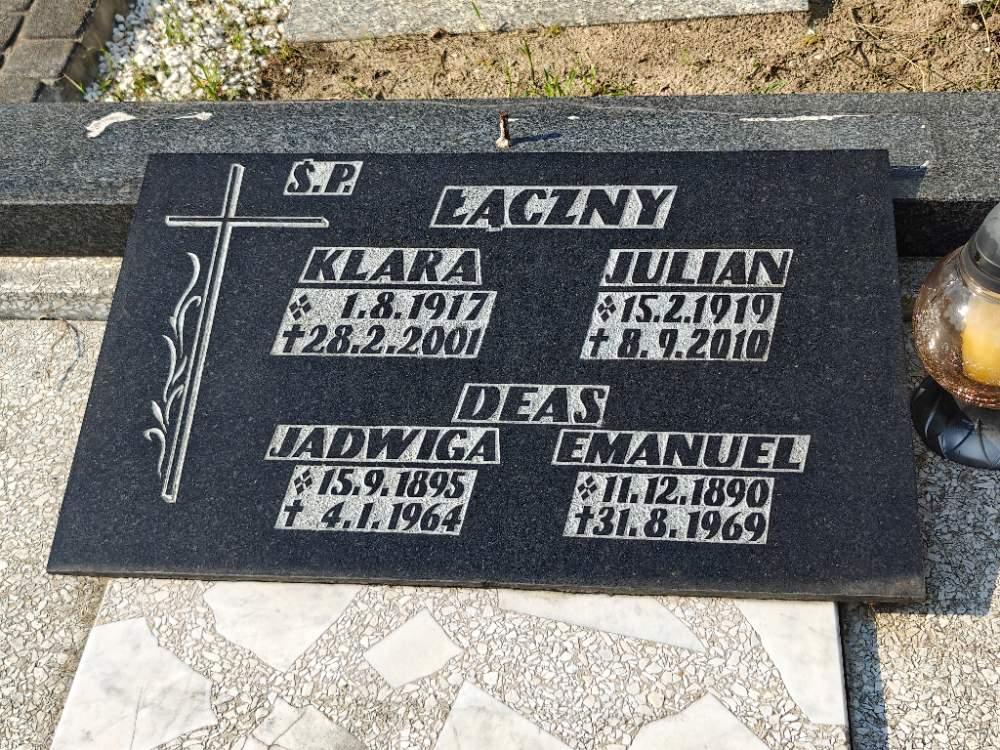 Ś.P.
ŁĄCZNY
KLARA JULIAN
1.8.1917 15.2.1919
†28.2.2001 † 8.9.2010
DEAS
JADWIGA EMANUEL
15.9.1895 11.12.1890
† 4.1.1964 †31.8.1969